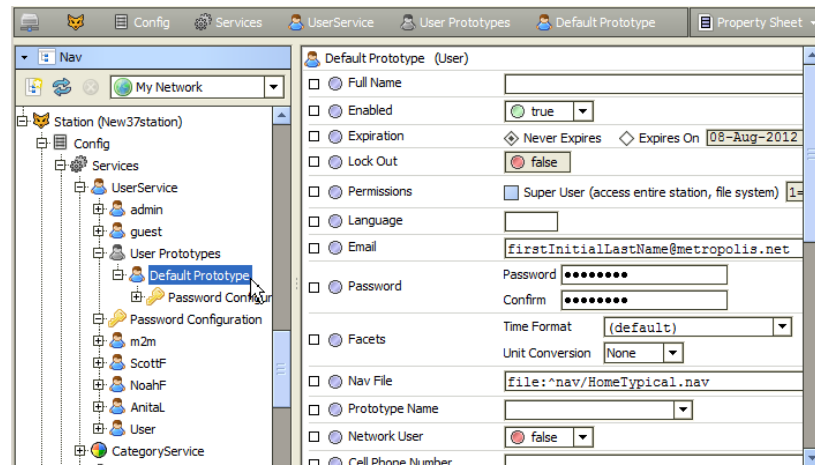 Config Services UserService User Prototypes Default Prototype Property Sheet
Nav
My Network
Station (New37station)
Config
Services
UserService
admin
guest
User Prototypes
Default Prototype
Password Configur
Password Configuration
m2m
ScottF
NoahF
AnitaL
User
CategoryService
Default Prototype (User)
Full Name
Enabled true
Expiration Never Expires Expires On 08-Aug-2012
Lock Out false
Permissions Super User (access entire station, file system) 1=
Language
Email firstInitialLastName@metropolis.net
Password Password ●●●●●●●●
Confirm ●●●●●●●●
Facets Time Format (default)
Unit Conversion None
Nav File file:^nav/HomeTypical.nav
Prototype Name
Network User false
Cell Phone Number